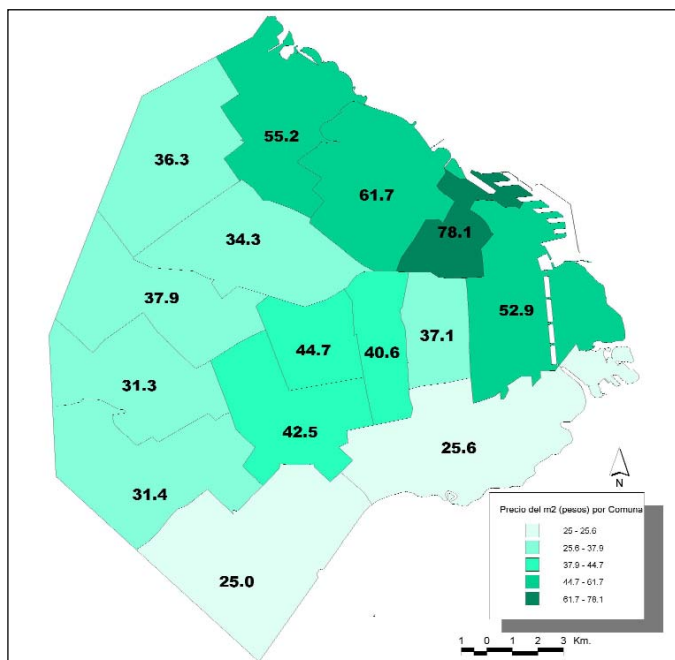 55.2
36.3
61.7
78.1
34.3
37.9
52.9
44.7
40.6
37.1
31.3
42.5
25.6
31.4
25.0
N
Precio del m2 (pesos) por Comuna
25 - 25.6
25.6 - 37.9
37.9 - 44.7
44.7 - 61.7
61.7 - 78.1
1 0 1 2 3 Km.